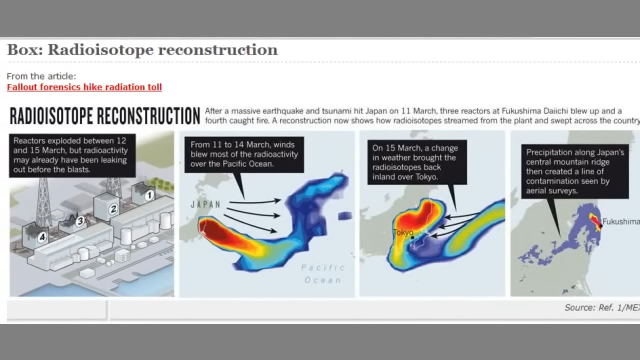 Box: Radioisotope reconstruction
From the article:
Fallout forensics hike radiation toll
RADIOISOTOPE RECONSTRUCTION
After a massive earthquake and tsunami hit Japan on 11 March, three reactors at Fukushima Daiichi blew up and a
fourth caught fire. A reconstruction now shows how radioisotopes streamed from the plant and swept across the country
Reactors exploded between 12
and 15 March, but radioactivity
may already have been leaking
out before the blasts.
1
2
3
4
From 11 to 14 March, winds
blew most of the radioactivity
over the Pacific Ocean.
JAPAN
Pacific
Ocean
On 15 March, a change
in weather brought the
radioisotopes back
inland over Tokyo.
Tokyo
Precipitation along Japan's
central mountain ridge
then created a line of
contamination seen by
aerial surveys.
Fukushima
Source: Ref. 1/ME